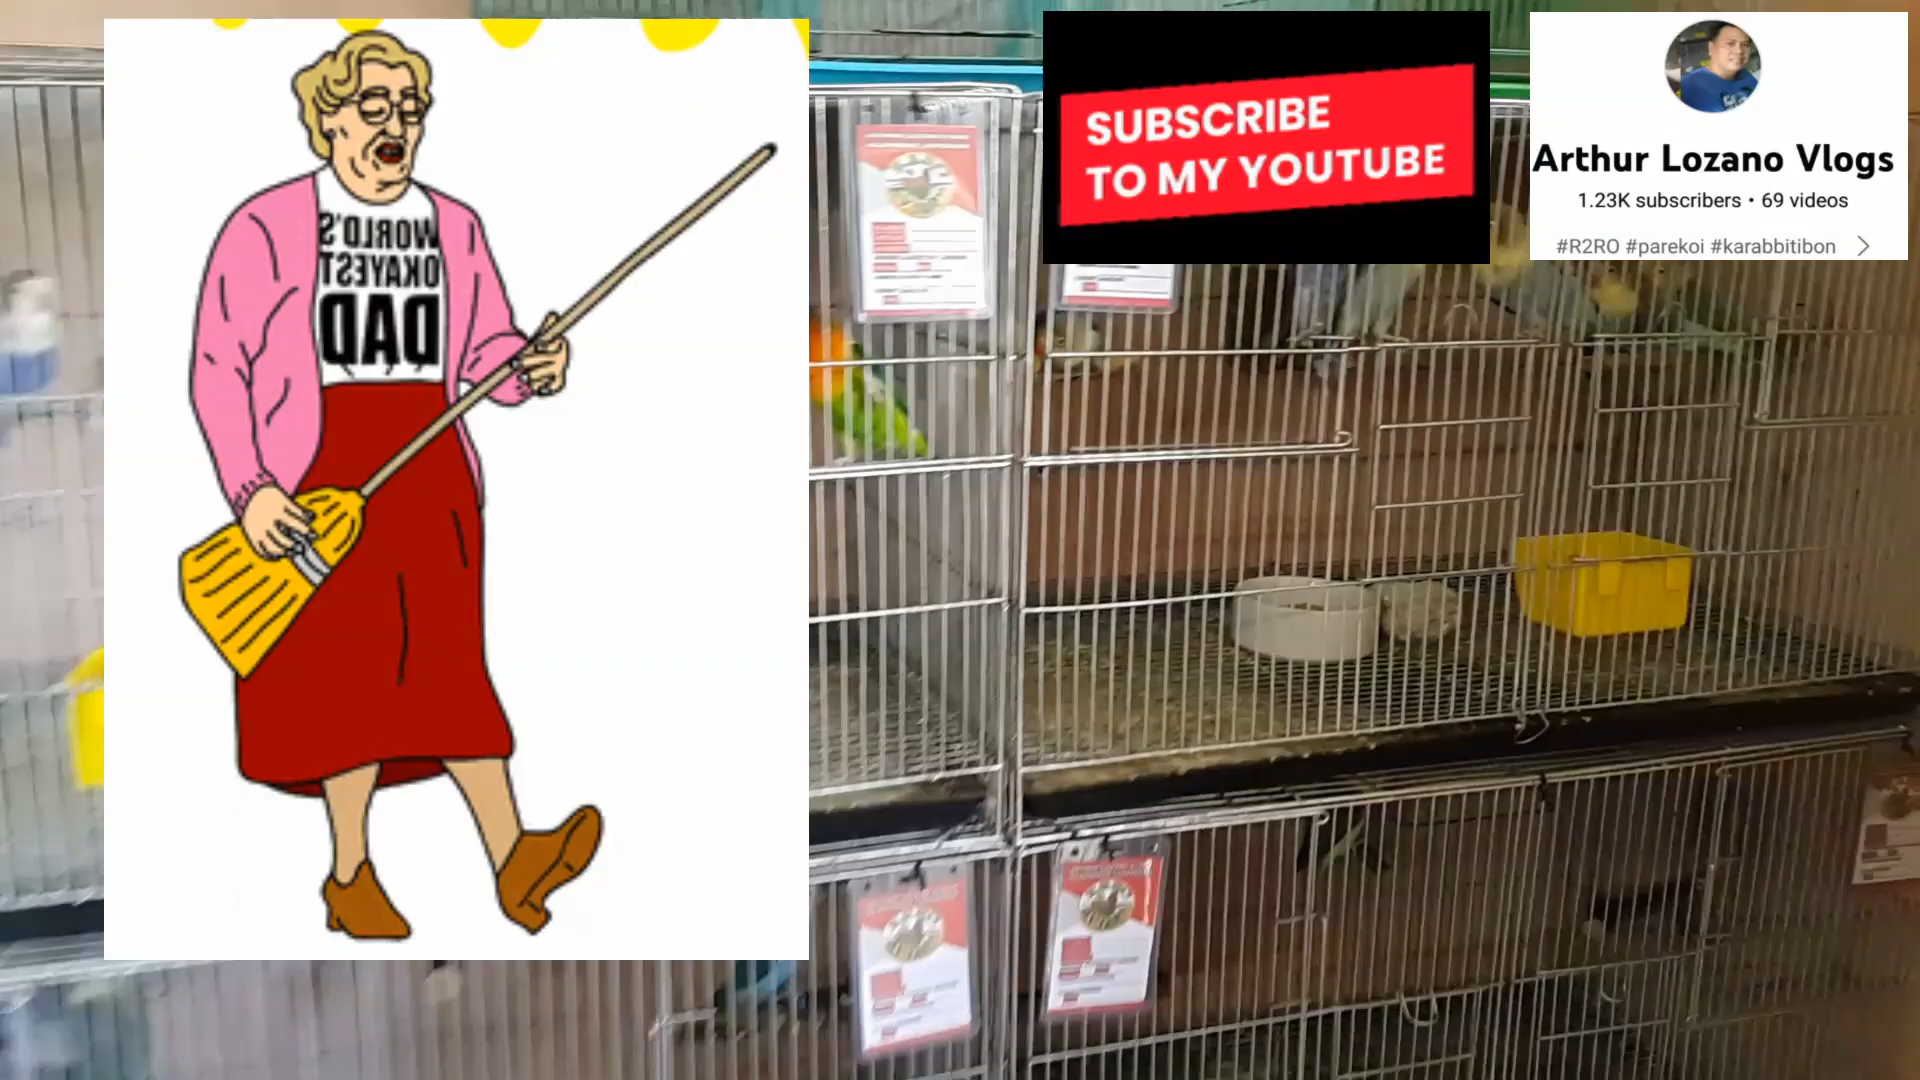 WORLD'S
OKAYEST
DAD
SUBSCRIBE
TO MY YOUTUBE
Arthur Lozano Vlogs
1.23K subscribers • 69 videos
#R2RO #parekoi #karabbitibon